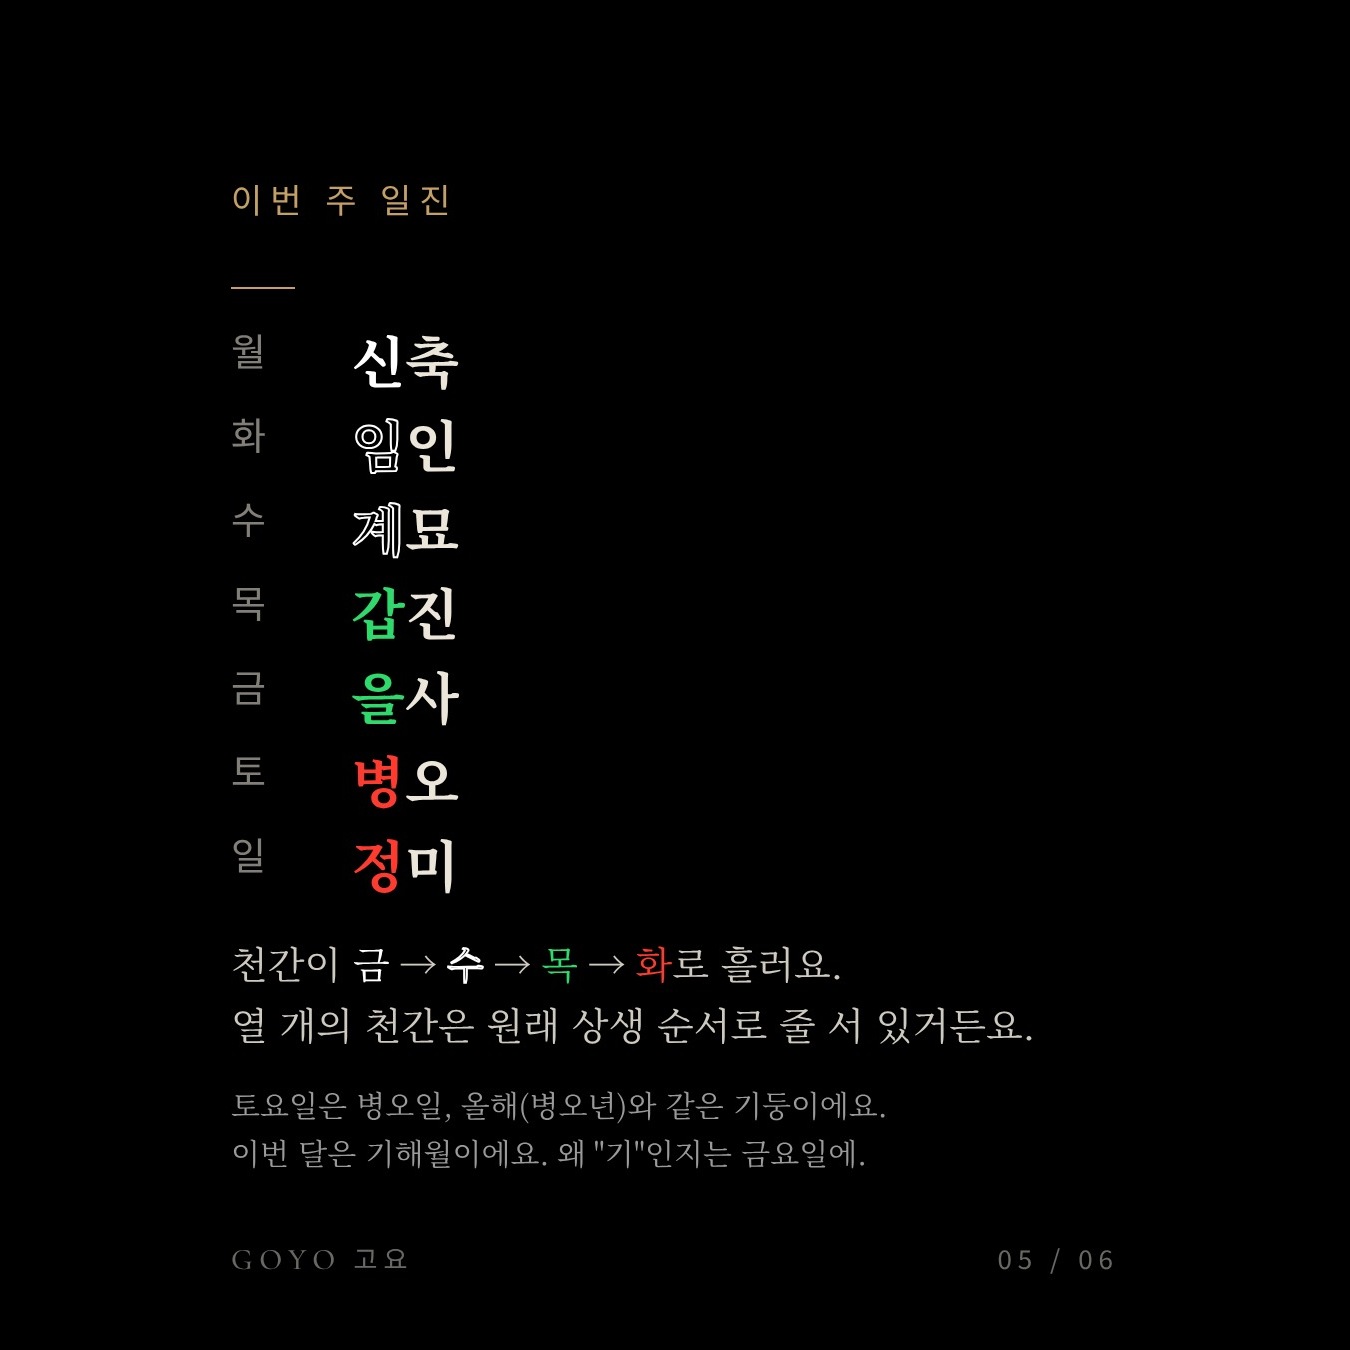 이번 주 일진
월 신축
화 임인
수 계묘
목 갑진
금 을사
토 병오
일 정미
천간이 금→수→목→화로 흘러요.
열 개의 천간은 원래 상생 순서로 줄 서 있거든요.
토요일은 병오일, 올해(병오년)와 같은 기둥이에요.
이번 달은 기해월이에요. 왜 "기"인지는 금요일에.
GOYO 고요
05 / 06